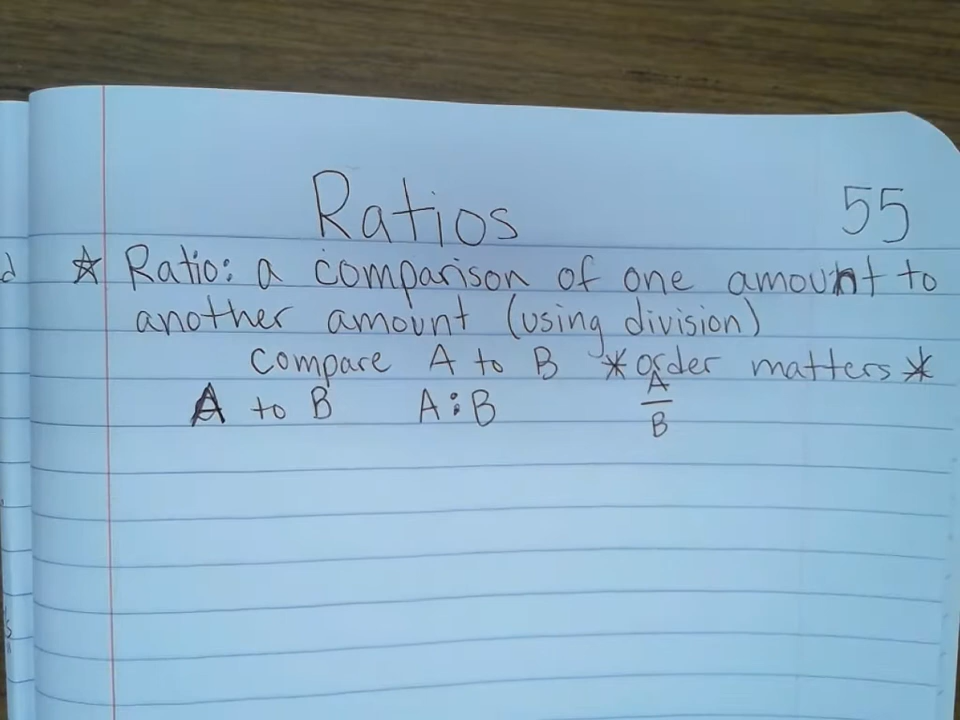 Ratios 55
d ☆ Ratio: a comparison of one amount to
another amount (using division)
compare A to B *order matters*
A to B A:B A/B